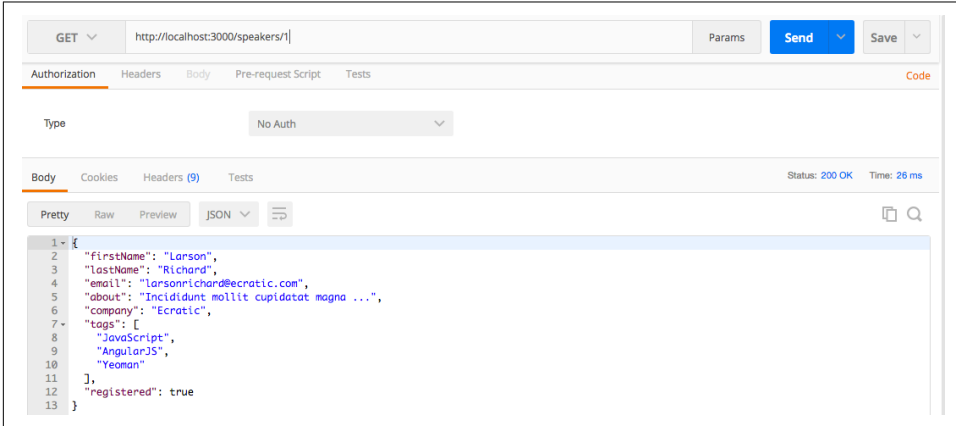 GET http://localhost:3000/speakers/1 Params Send Save
Authorization Headers Body Pre-request Script Tests Code
Type No Auth
Body Cookies Headers (9) Tests Status: 200 OK Time: 26 ms
Pretty Raw Preview JSON
1 {
2 "firstName": "Larson",
3 "lastName": "Richard",
4 "email": "larsonrichard@ecratic.com",
5 "about": "Incididunt mollit cupidatat magna ...",
6 "company": "Ecratic",
7 "tags": [
8 "JavaScript",
9 "AngularJS",
10 "Yeoman"
11 ],
12 "registered": true
13 }